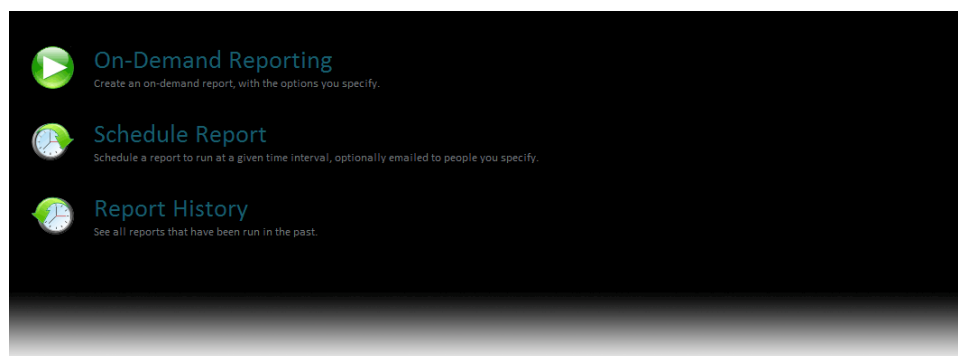 On-Demand Reporting
Create an on-demand report, with the options you specify.
Schedule Report
Schedule a report to run at a given time interval, optionally emailed to people you specify.
Report History
See all reports that have been run in the past.